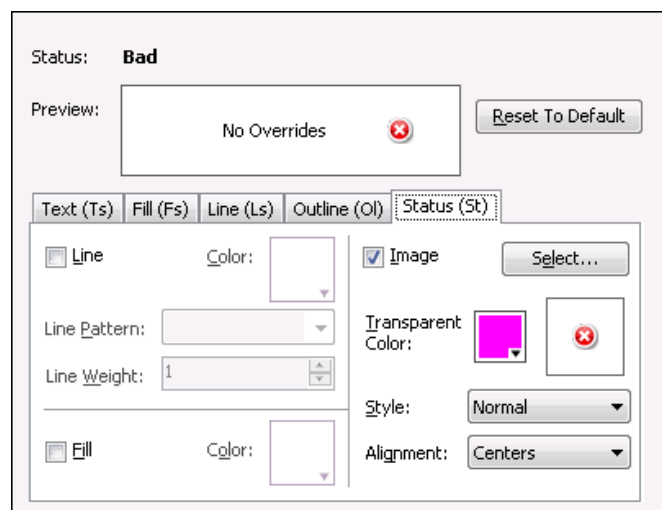 Status: Bad
Preview: No Overrides Reset To Default
Text (Ts) Fill (Fs) Line (Ls) Outline (Ol) Status (St)
Line Color:
Line Pattern:
Line Weight: 1
Fill Color:
Image Select...
Transparent
Color:
Style: Normal
Alignment: Centers